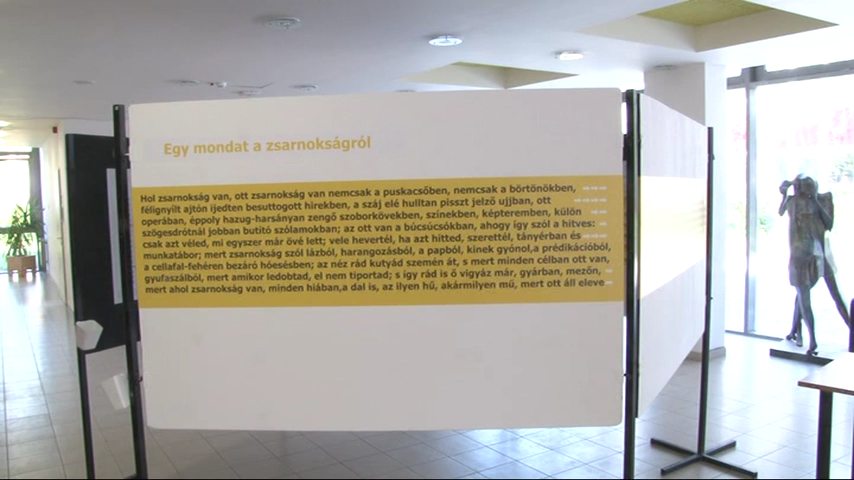 Egy mondat a zsarnokságról
Hol zsarnokság van, ott zsarnokság van nemcsak a puskacsőben, nemcsak a börtönökben,
félignyilt ajtón ijedten besuttogott hirekben, a száj elé hulltan pisszt jelző ujjban, ott
operában, éppoly hazug-harsányan zengő szoborkövekben, színekben, képteremben, külön
szögesdrótnál jobban butító szólamokban; az ott van a búcsúcsókban, ahogy így szól a hitves:
csak azt véled, mi egyszer már övé lett; vele hevertél, ha azt hitted, szerettél, tányérban és
munkatábor; mert zsarnokság szól lázból, harangozásból, a papból, kinek gyónol,a prédikációból,
a cellafal-fehéren bezáró hóesésben; az néz rád kutyád szemén át, s mert minden célban ott van,
gyufaszálból, mert amikor ledobtad, el nem tiportad; s így rád is ő vigyáz már, gyárban, mezőn,
mert ahol zsarnokság van, minden hiában,a dal is, az ilyen hű, akármilyen mű, mert ott áll eleve